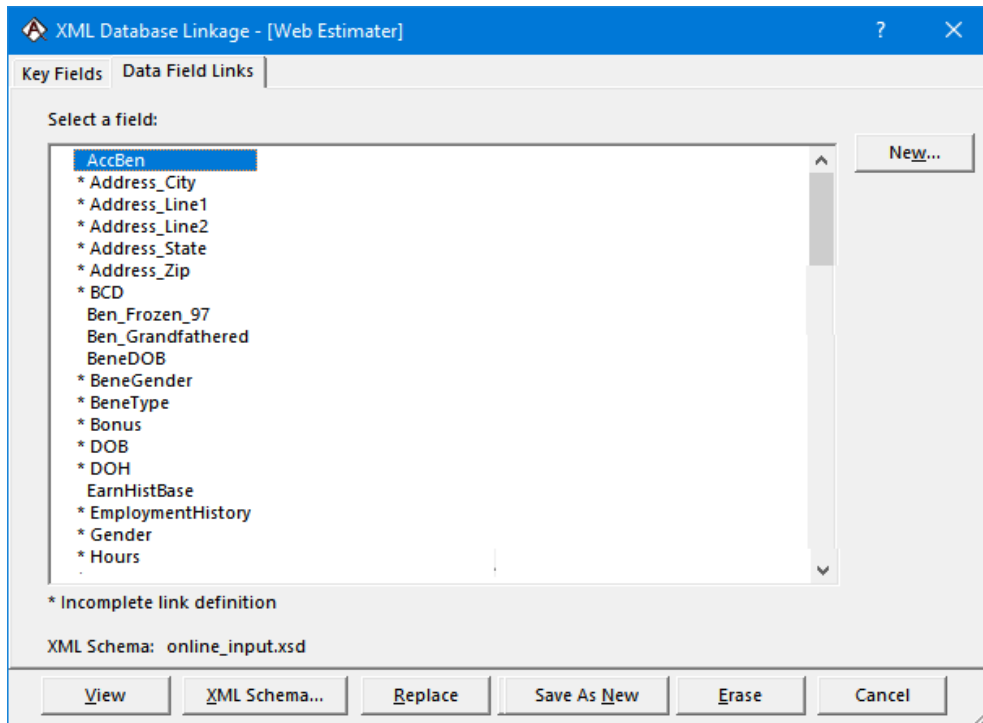 XML Database Linkage - [Web Estimater] ?
Key Fields Data Field Links
Select a field:
New...
AccBen
* Address_City
* Address_Line1
* Address_Line2
* Address_State
* Address_Zip
* BCD
Ben_Frozen_97
Ben_Grandfathered
BeneDOB
* BeneGender
* BeneType
* Bonus
* DOB
* DOH
EarnHistBase
* EmploymentHistory
* Gender
* Hours
* Incomplete link definition
XML Schema: online_input.xsd
View XML Schema... Replace Save As New Erase Cancel